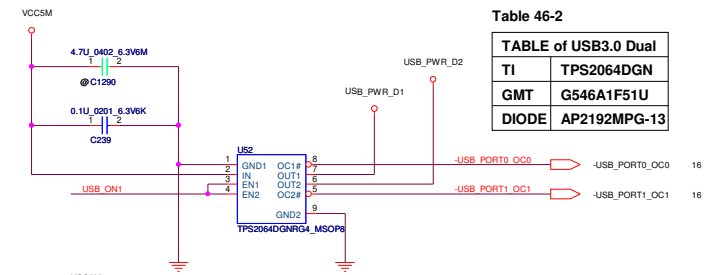 VCC5M
Table 46-2
TABLE of USB3.0 Dual
TI TPS2064DGN
GMT G546A1F51U
DIODE AP2192MPG-13
4.7U_0402_6.3V6M
1 2
@C1290
USB_PWR_D2
USB_PWR_D1
0.1U_0201_6.3V6K
1 2
C239
U52
1 GND1 OC1# 8
2 IN OUT1 7
3 EN1 OUT2 6
4 EN2 OC2# 5
GND2 9
TPS2064DGNRG4_MSOP8
USB_ON1
-USB_PORT0_OC0 -USB_PORT0_OC0 16
-USB_PORT1_OC1 -USB_PORT1_OC1 16